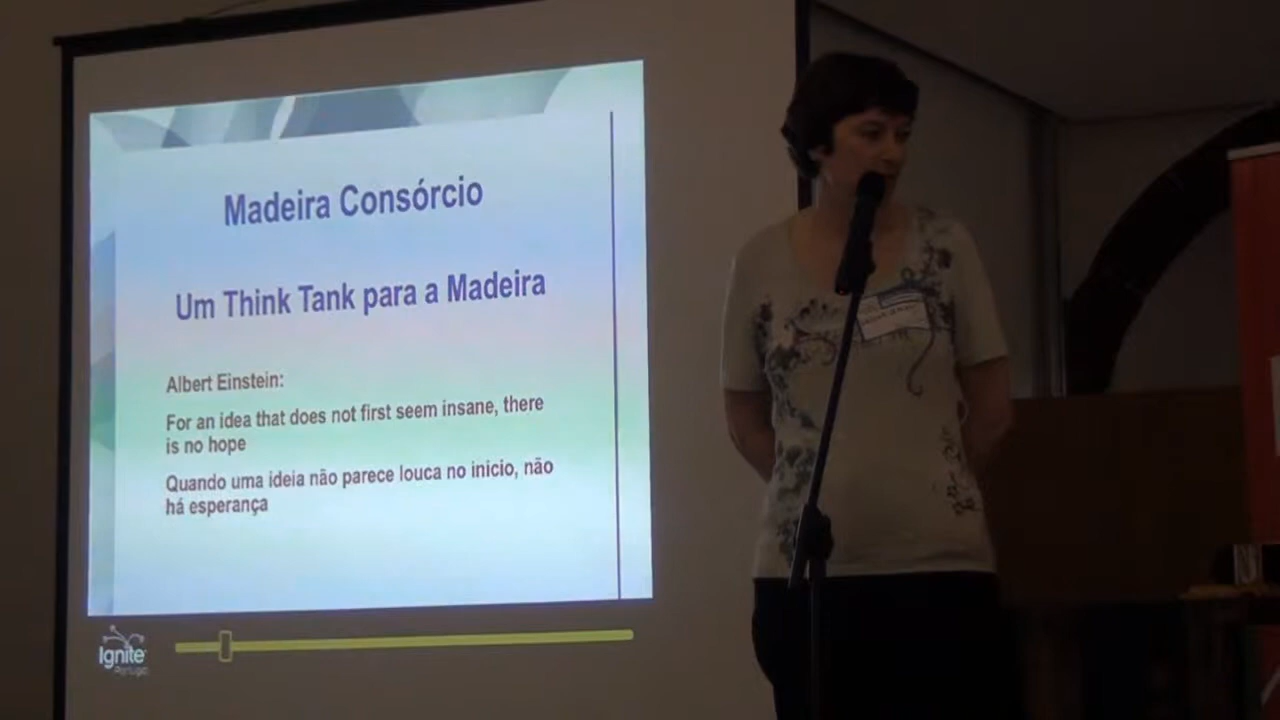 Madeira Consórcio
Um Think Tank para a Madeira
Albert Einstein:
For an idea that does not first seem insane, there
is no hope
Quando uma ideia não parece louca no inicio, não
há esperança
Ignite
Portugal